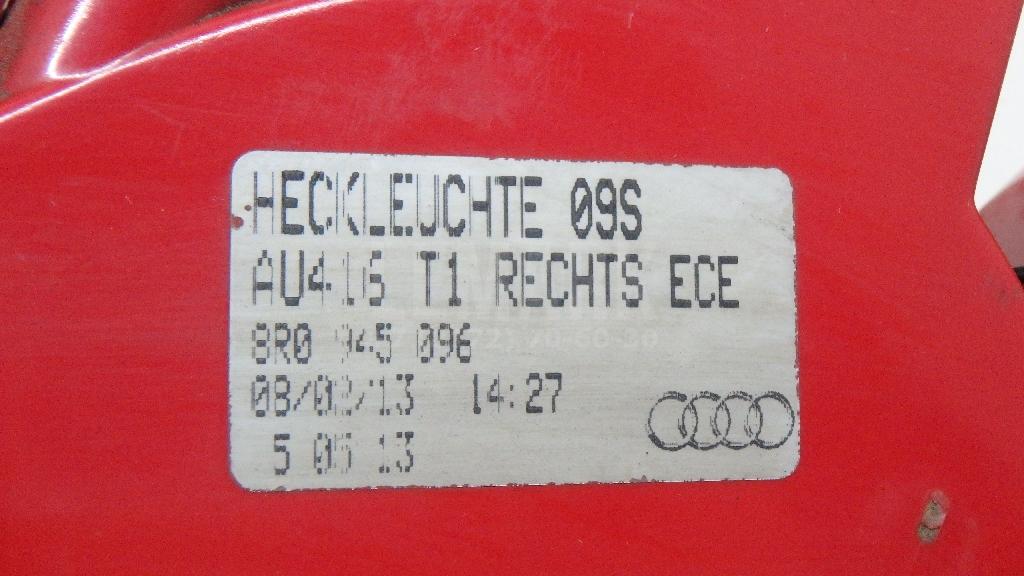 HECKLEUCHTE 09S
AU416 T1 RECHTS ECE
8R0 945 096
08/02/13 14:27
5 05 13